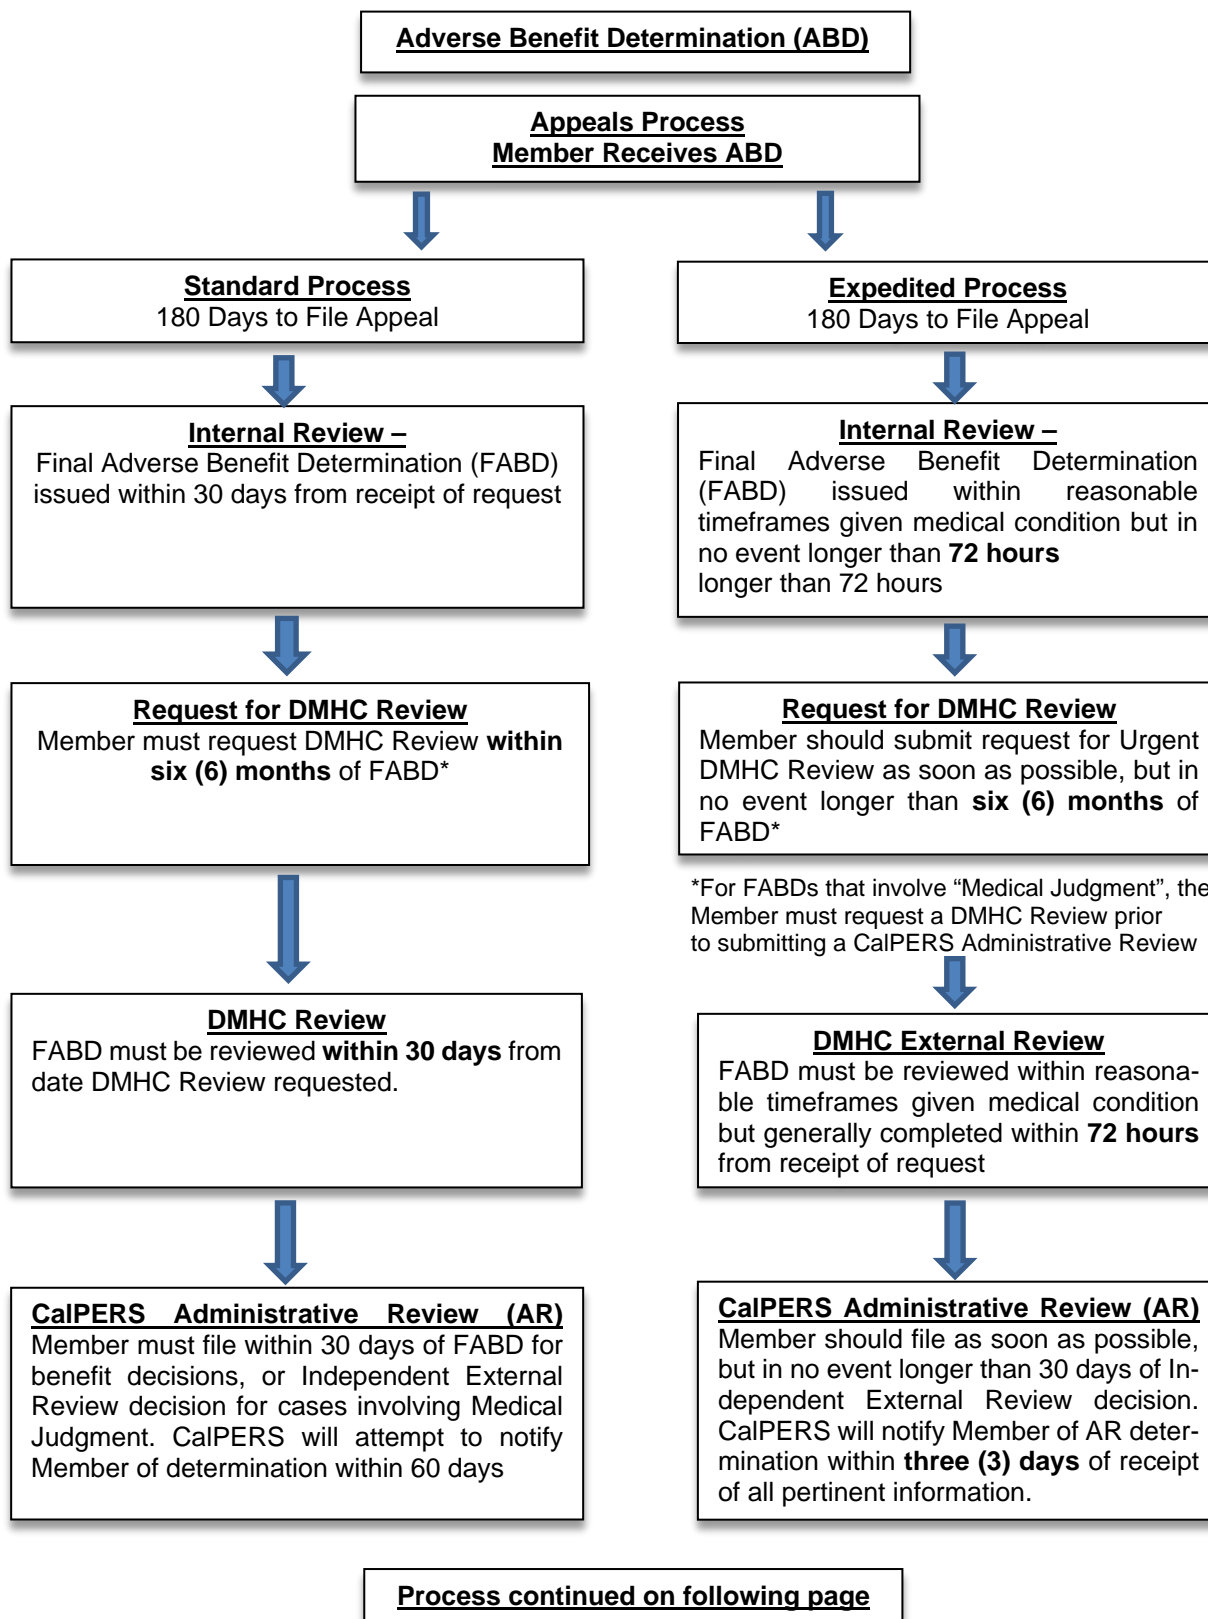 Adverse Benefit Determination (ABD)
Appeals Process
Member Receives ABD
Standard Process
180 Days to File Appeal
Expedited Process
180 Days to File Appeal
Internal Review –
Final Adverse Benefit Determination (FABD)
issued within 30 days from receipt of request
Internal Review –
Final Adverse Benefit Determination
(FABD) issued within reasonable
timeframes given medical condition but in
no event longer than 72 hours
longer than 72 hours
Request for DMHC Review
Member must request DMHC Review within
six (6) months of FABD*
Request for DMHC Review
Member should submit request for Urgent
DMHC Review as soon as possible, but in
no event longer than six (6) months of
FABD*
*For FABDs that involve “Medical Judgment”, the
Member must request a DMHC Review prior
to submitting a CalPERS Administrative Review
DMHC Review
FABD must be reviewed within 30 days from
date DMHC Review requested.
DMHC External Review
FABD must be reviewed within reasona-
ble timeframes given medical condition
but generally completed within 72 hours
from receipt of request
CalPERS Administrative Review (AR)
Member must file within 30 days of FABD for
benefit decisions, or Independent External
Review decision for cases involving Medical
Judgment. CalPERS will attempt to notify
Member of determination within 60 days
CalPERS Administrative Review (AR)
Member should file as soon as possible,
but in no event longer than 30 days of In-
dependent External Review decision.
CalPERS will notify Member of AR deter-
mination within three (3) days of receipt
of all pertinent information.
Process continued on following page